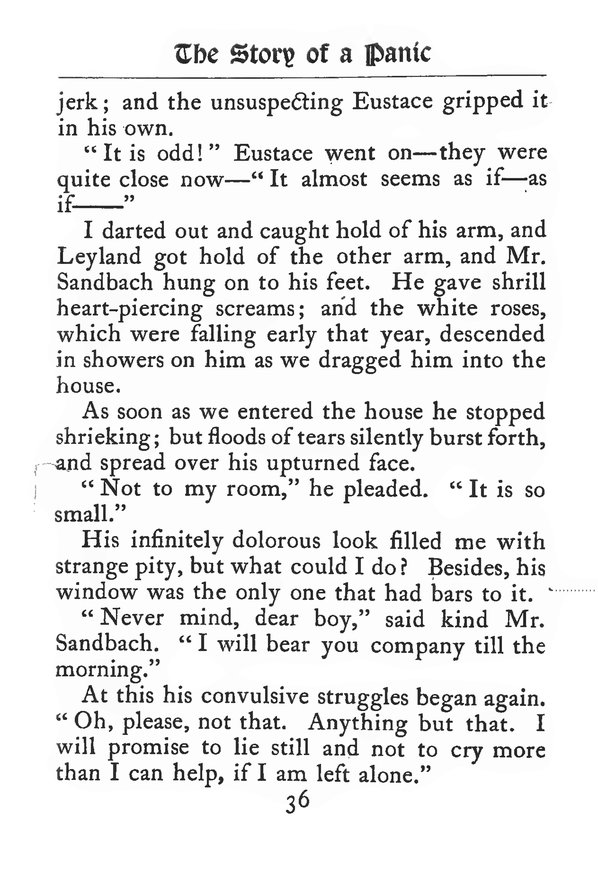 The Story of a Panic
jerk; and the unsuspecting Eustace gripped it
in his own.
“It is odd!” Eustace went on—they were
quite close now—“It almost seems as if—as
if——”
I darted out and caught hold of his arm, and
Leyland got hold of the other arm, and Mr.
Sandbach hung on to his feet. He gave shrill
heart-piercing screams; and the white roses,
which were falling early that year, descended
in showers on him as we dragged him into the
house.
As soon as we entered the house he stopped
shrieking; but floods of tears silently burst forth,
and spread over his upturned face.
“Not to my room,” he pleaded. “It is so
small.”
His infinitely dolorous look filled me with
strange pity, but what could I do? Besides, his
window was the only one that had bars to it.
“Never mind, dear boy,” said kind Mr.
Sandbach. “I will bear you company till the
morning.”
At this his convulsive struggles began again.
“Oh, please, not that. Anything but that. I
will promise to lie still and not to cry more
than I can help, if I am left alone.”
36